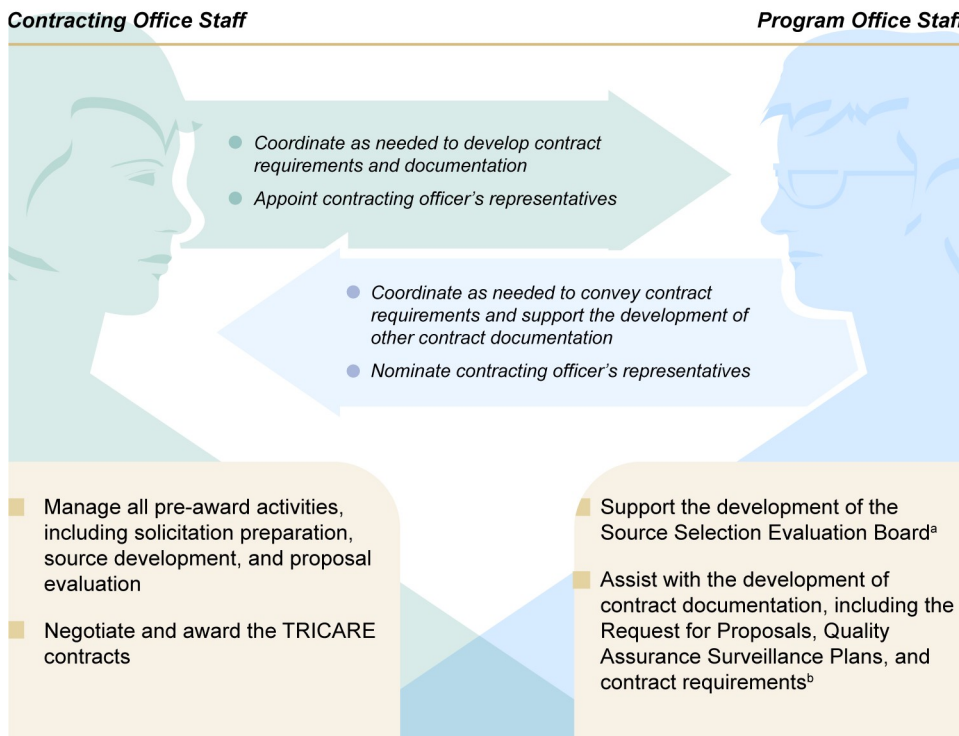 Contracting Office Staff
Program Office Staff
Coordinate as needed to develop contract
requirements and documentation
Appoint contracting officer's representatives
Coordinate as needed to convey contract
requirements and support the development of
other contract documentation
Nominate contracting officer's representatives
Manage all pre-award activities,
including solicitation preparation,
source development, and proposal
evaluation
Negotiate and award the TRICARE
contracts
Support the development of the
Source Selection Evaluation Boardᵃ
Assist with the development of
contract documentation, including the
Request for Proposals, Quality
Assurance Surveillance Plans, and
contract requirementsᵇ